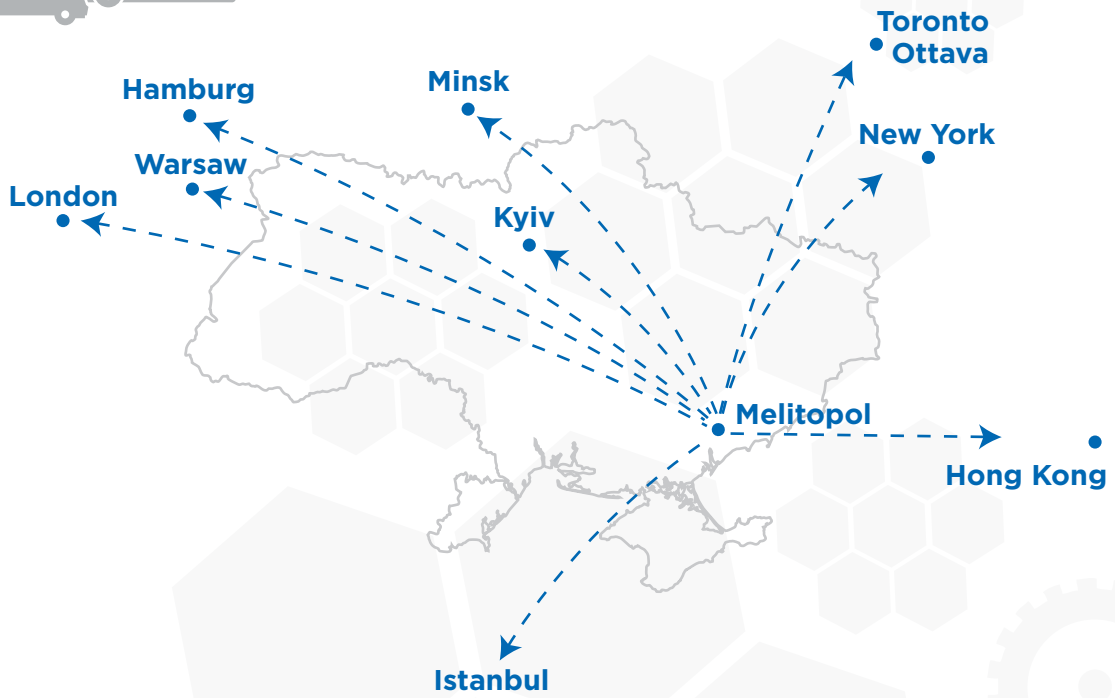 Toronto
Ottava
Minsk
Hamburg
New York
Warsaw
London
Kyiv
Melitopol
Hong Kong
Istanbul